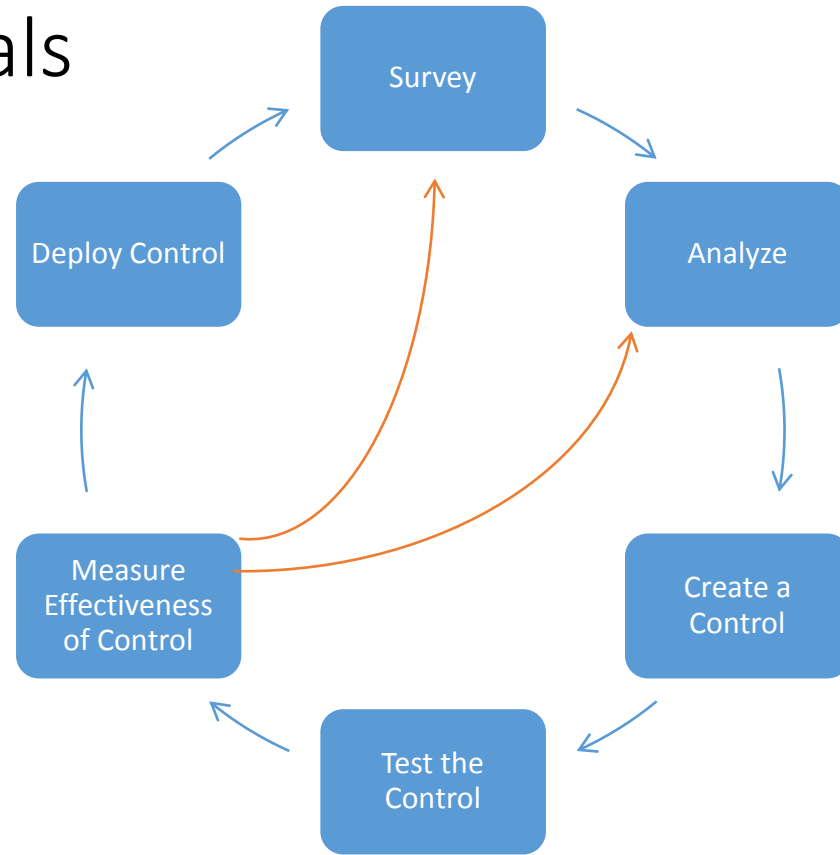 als
Survey
Analyze
Create a
Control
Test the
Control
Measure
Effectiveness
of Control
Deploy Control